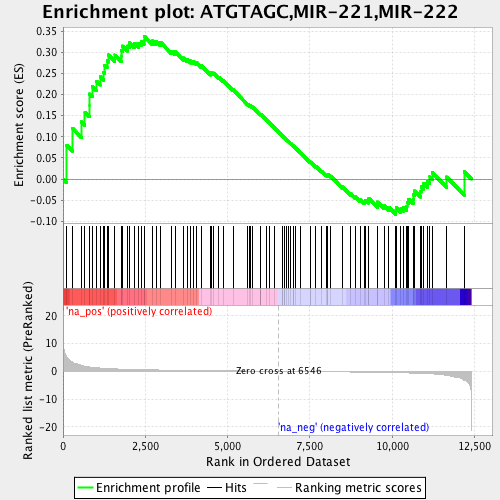 Enrichment plot: ATGTAGC,MIR-221,MIR-222
Enrichment score (ES)
0.35
0.30
0.25
0.20
0.15
0.10
0.05
0.00
-0.05
-0.10
'na_pos' (positively correlated)
Ranked list metric (PreRanked)
20
10
0
-10
-20
Zero cross at 6546
'na_neg' (negatively correlated)
0
2,500
5,000
7,500
10,000
12,500
Rank in Ordered Dataset
Enrichment profile
Hits
Ranking metric scores